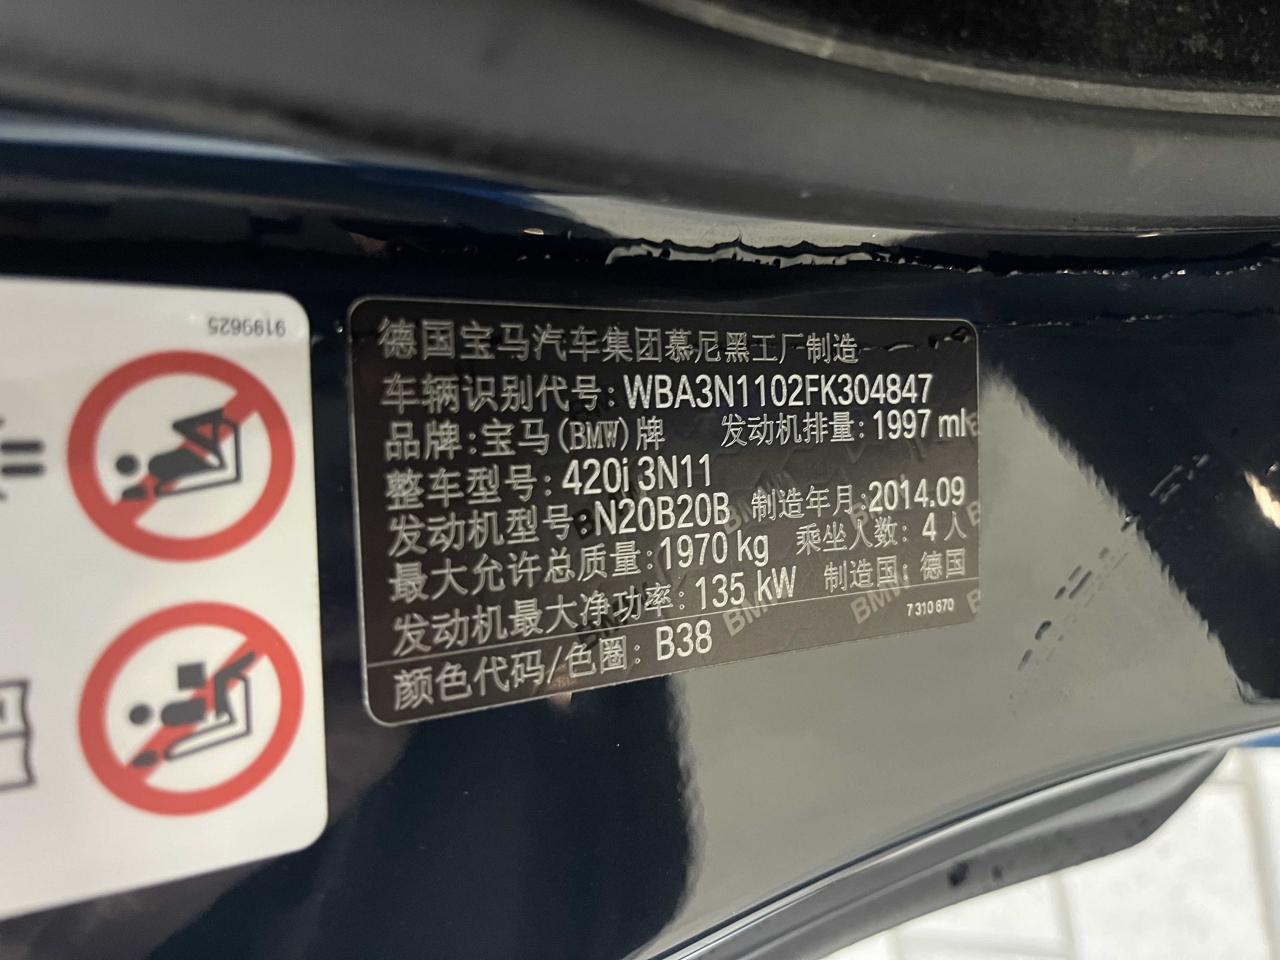 9199625
德国宝马汽车集团慕尼黑工厂制造
车辆识别代号:WBA3N1102FK304847
品牌:宝马(BMW)牌 发动机排量:1997 ml
整车型号:420i 3N11
发动机型号:N20B20B 制造年月:2014.09
最大允许总质量:1970 kg 乘坐人数: 4 人
发动机最大净功率:135 kW 制造国: 德国
7 310 670
颜色代码/色圈: B38